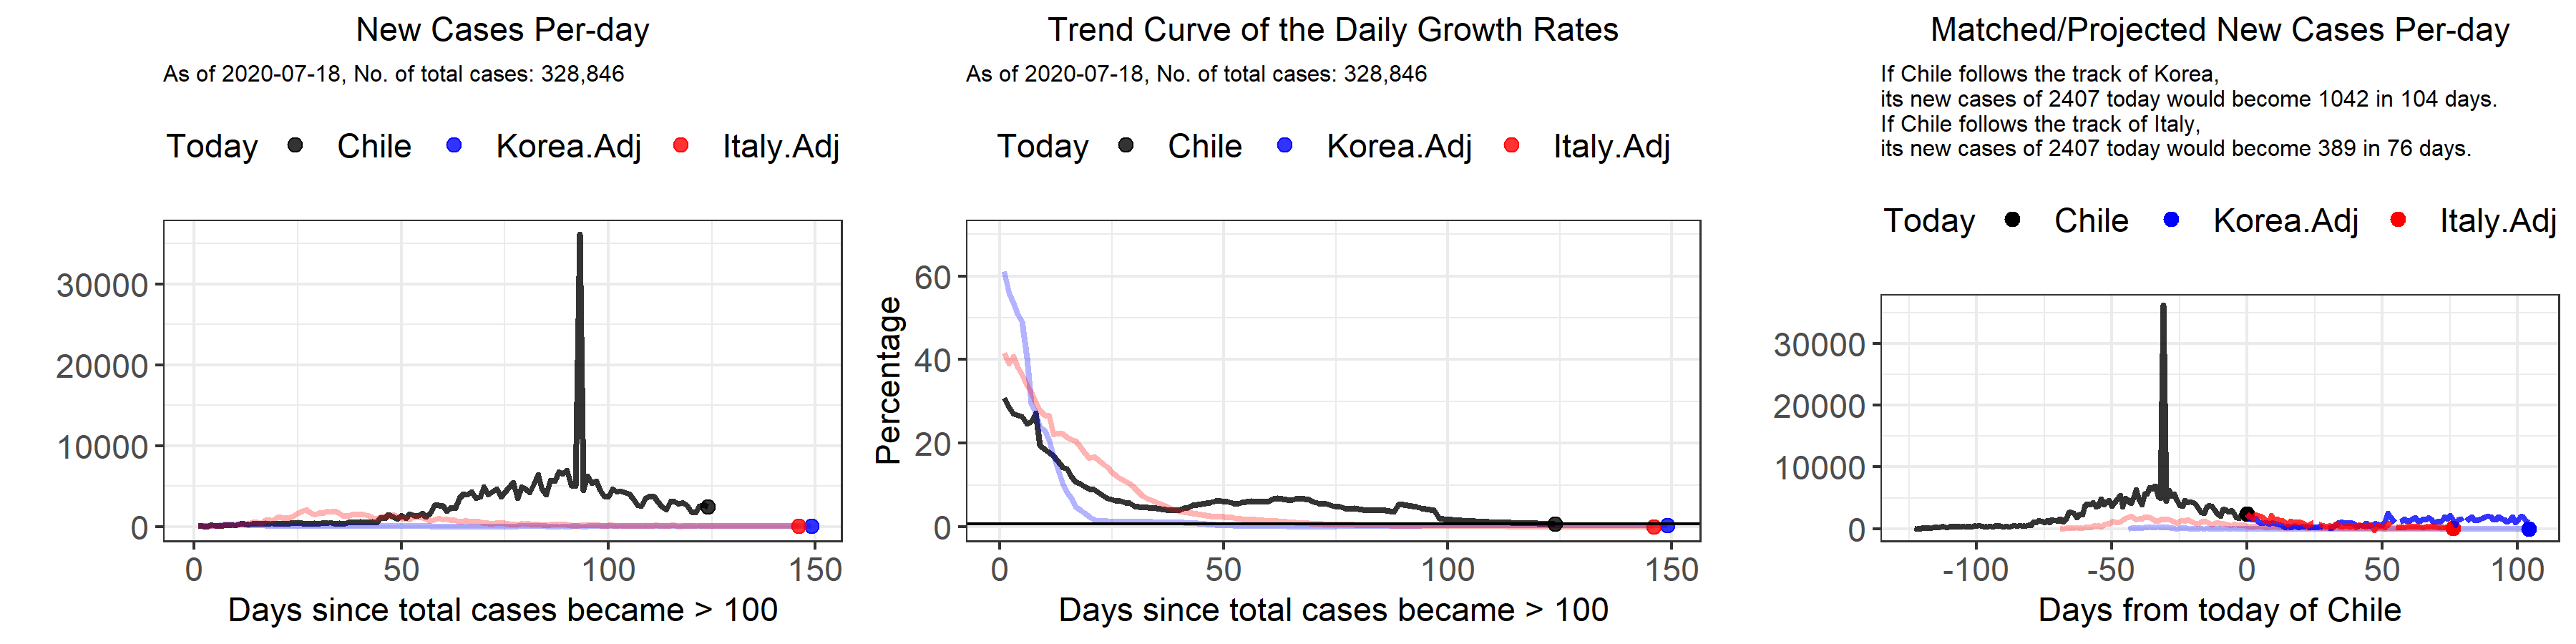 New Cases Per-day
As of 2020-07-18, No. of total cases: 328,846
Today Chile Korea.Adj Italy.Adj
30000
20000
10000
0
0 50 100 150
Days since total cases became > 100
Trend Curve of the Daily Growth Rates
As of 2020-07-18, No. of total cases: 328,846
Today Chile Korea.Adj Italy.Adj
Percentage
60
40
20
0
0 50 100 150
Days since total cases became > 100
Matched/Projected New Cases Per-day
If Chile follows the track of Korea,
its new cases of 2407 today would become 1042 in 104 days.
If Chile follows the track of Italy,
its new cases of 2407 today would become 389 in 76 days.
Today Chile Korea.Adj Italy.Adj
30000
20000
10000
0
-100 -50 0 50 100
Days from today of Chile